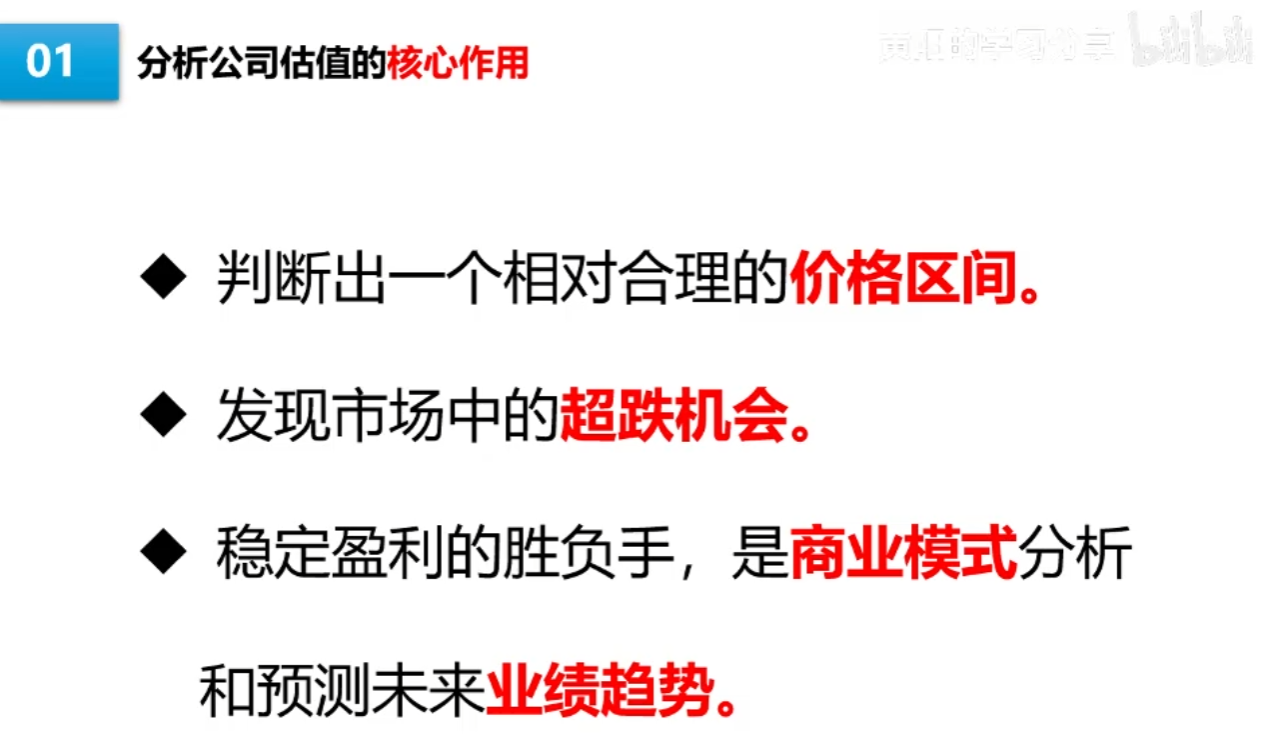 01
分析公司估值的核心作用
bilibili
◆ 判断出一个相对合理的价格区间。
◆ 发现市场中的超跌机会。
◆ 稳定盈利的胜负手，是商业模式分析
和预测未来业绩趋势。